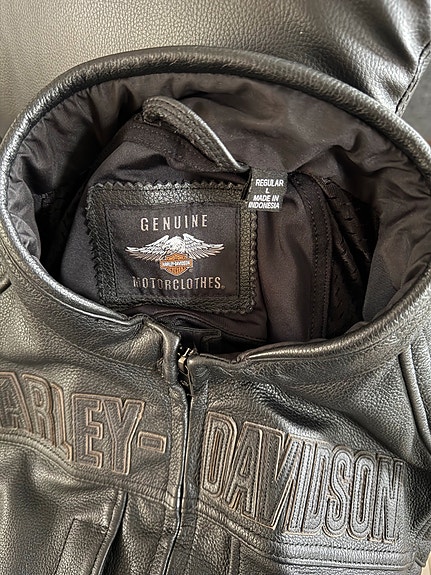 REGULAR
L
MADE IN
INDONESIA
GENUINE
HARLEY-DAVIDSON
MOTORCLOTHES®
ARLEY-
DAVIDSON